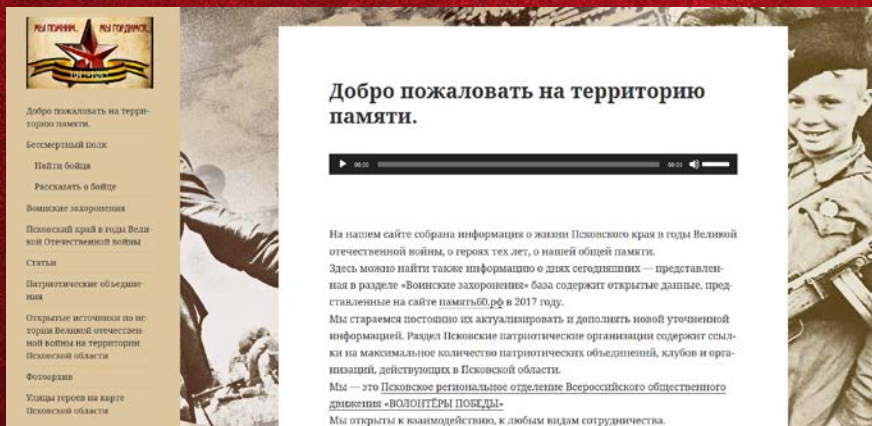 МЫ ПОМНИМ... МЫ ГОРДИМСЯ...
1941-1945
Добро пожаловать на терри-
торию памяти.
Бессмертный полк
Найти бойца
Рассказать о бойце
Воинские захоронения
Псковский край в годы Вели-
кой Отечественной войны
Статьи
Патриотические объедине-
ния
Открытые источники по ис-
тории Великой отечествен-
ной войны на территории
Псковской области
Фотоархив
Улицы героев на карте
Псковской области
Добро пожаловать на территорию
памяти.
00:00 00:00
На нашем сайте собрана информация о жизни Псковского края в годы Великой
отечественной войны, о героях тех лет, о нашей общей памяти.
Здесь можно найти также информацию о днях сегодняшних — представлен-
ная в разделе «Воинские захоронения» база содержит открытые данные, пред-
ставленные на сайте память60.рф в 2017 году.
Мы стараемся постоянно их актуализировать и дополнять новой уточненной
информацией. Раздел Псковские патриотические организации содержит ссыл-
ки на максимальное количество патриотических объединений, клубов и орга-
низаций, действующих в Псковской области.
Мы — это Псковское региональное отделение Всероссийского общественного
движения «ВОЛОНТЁРЫ ПОБЕДЫ»
Мы открыты к взаимодействию, к любым видам сотрудничества.